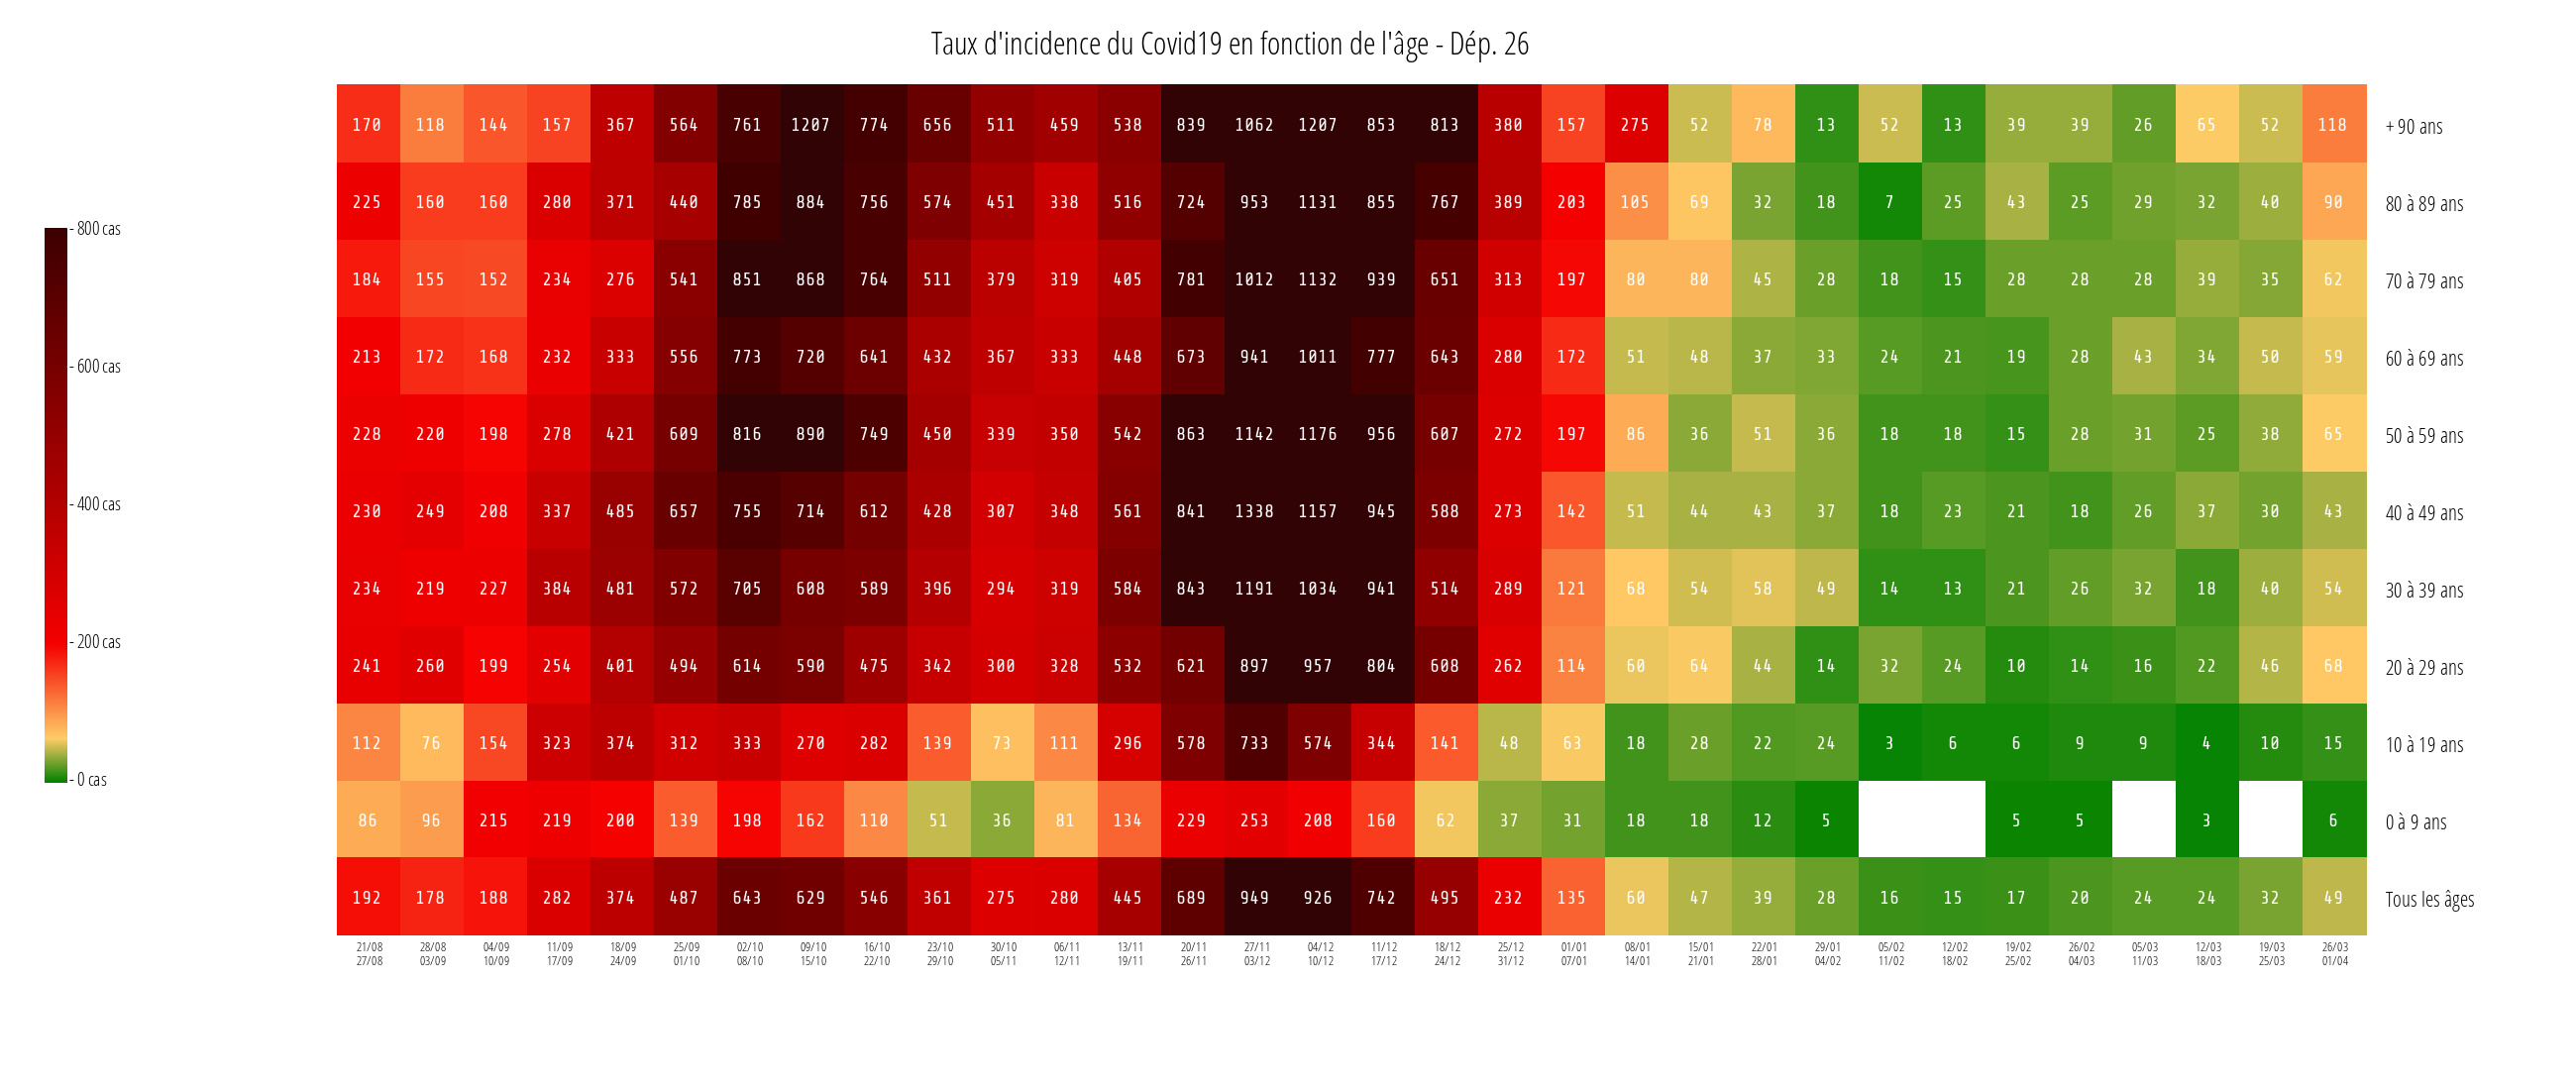 Taux d'incidence du Covid19 en fonction de l'âge - Dép. 26
- 800 cas
- 600 cas
- 400 cas
- 200 cas
- 0 cas
170 118 144 157 367 564 761 1207 774 656 511 459 538 839 1062 1207 853 813 380 157 275 52 78 13 52 13 39 39 26 65 52 118 + 90 ans
225 160 160 280 371 440 785 884 756 574 451 338 516 724 953 1131 855 767 389 203 105 69 32 18 7 25 43 25 29 32 40 90 80 à 89 ans
184 155 152 234 276 541 851 868 764 511 379 319 405 781 1012 1132 939 651 313 197 80 80 45 28 18 15 28 28 28 39 35 62 70 à 79 ans
213 172 168 232 333 556 773 720 641 432 367 333 448 673 941 1011 777 643 280 172 51 48 37 33 24 21 19 28 43 34 50 59 60 à 69 ans
228 220 198 278 421 609 816 890 749 450 339 350 542 863 1142 1176 956 607 272 197 86 36 51 36 18 18 15 28 31 25 38 65 50 à 59 ans
230 249 208 337 485 657 755 714 612 428 307 348 561 841 1338 1157 945 588 273 142 51 44 43 37 18 23 21 18 26 37 30 43 40 à 49 ans
234 219 227 384 481 572 705 608 589 396 294 319 584 843 1191 1034 941 514 289 121 68 54 58 49 14 13 21 26 32 18 40 54 30 à 39 ans
241 260 199 254 401 494 614 590 475 342 300 328 532 621 897 957 804 608 262 114 60 64 44 14 32 24 10 14 16 22 46 68 20 à 29 ans
112 76 154 323 374 312 333 270 282 139 73 111 296 578 733 574 344 141 48 63 18 28 22 24 3 6 6 9 9 4 10 15 10 à 19 ans
86 96 215 219 200 139 198 162 110 51 36 81 134 229 253 208 160 62 37 31 18 18 12 5 5 5 3 6 0 à 9 ans
192 178 188 282 374 487 643 629 546 361 275 280 445 689 949 926 742 495 232 135 60 47 39 28 16 15 17 20 24 24 32 49 Tous les âges
21/08 28/08 04/09 11/09 18/09 25/09 02/10 09/10 16/10 23/10 30/10 06/11 13/11 20/11 27/11 04/12 11/12 18/12 25/12 01/01 08/01 15/01 22/01 29/01 05/02 12/02 19/02 26/02 05/03 12/03 19/03 26/03
27/08 03/09 10/09 17/09 24/09 01/10 08/10 15/10 22/10 29/10 05/11 12/11 19/11 26/11 03/12 10/12 17/12 24/12 31/12 07/01 14/01 21/01 28/01 04/02 11/02 18/02 25/02 04/03 11/03 18/03 25/03 01/04